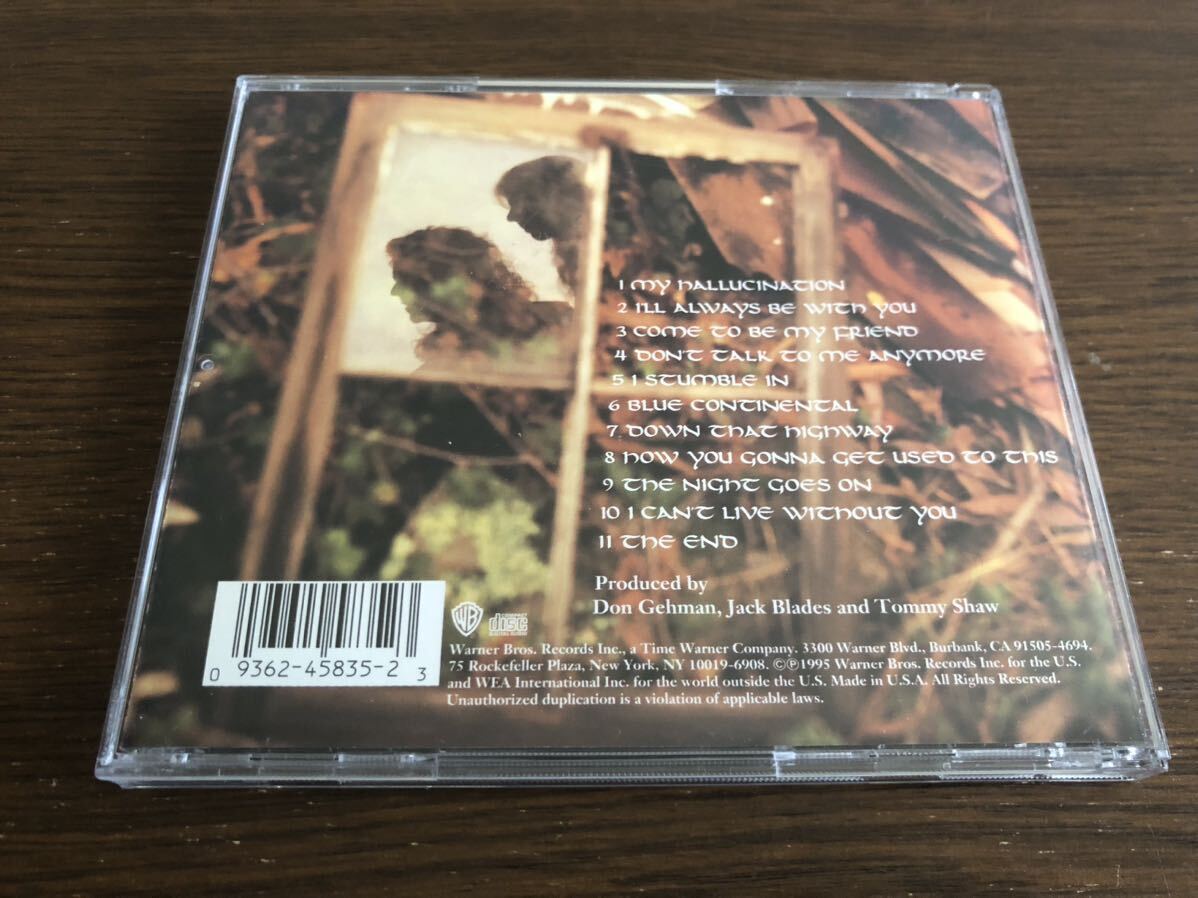 1 MY HALLUCINATION
2 I'LL ALWAYS BE WITH YOU
3 COME TO BE MY FRIEND
4 DON'T TALK TO ME ANYMORE
5 I STUMBLE IN
6 BLUE CONTINENTAL
7 DOWN THAT HIGHWAY
8 HOW YOU GONNA GET USED TO THIS
9 THE NIGHT GOES ON
10 I CAN'T LIVE WITHOUT YOU
11 THE END
Produced by
Don Gehman, Jack Blades and Tommy Shaw
0 93624-45835-2 3
WB
COMPACT
disc
DIGITAL AUDIO
Warner Bros. Records Inc., a Time Warner Company. 3300 Warner Blvd., Burbank, CA 91505-4694.
75 Rockefeller Plaza, New York, NY 10019-6908. ©℗1995 Warner Bros. Records Inc. for the U.S.
and WEA International Inc. for the world outside the U.S. Made in U.S.A. All Rights Reserved.
Unauthorized duplication is a violation of applicable laws.